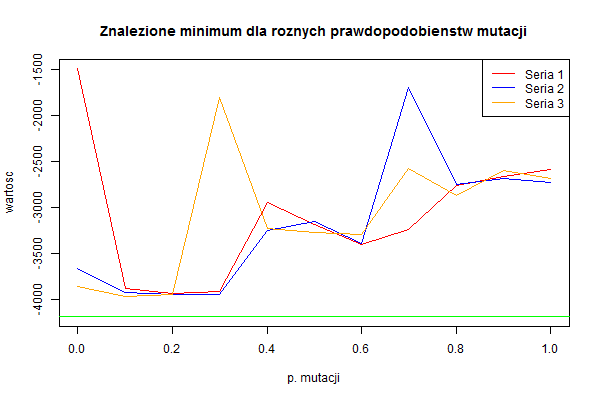 Znalezione minimum dla roznych prawdopodobienstw mutacji
Seria 1
Seria 2
Seria 3
wartosc
-1500
-2000
-2500
-3000
-3500
-4000
0.0 0.2 0.4 0.6 0.8 1.0
p. mutacji